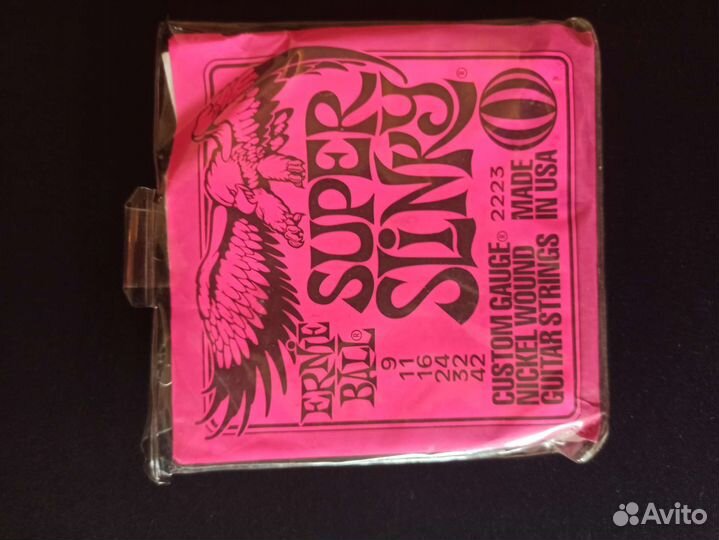 ERNIE
BALL®
SUPER
SLINKY®
9
11
16
24
32
42
CUSTOM GAUGE® 2223
NICKEL WOUND MADE
GUITAR STRINGS IN USA
Avito